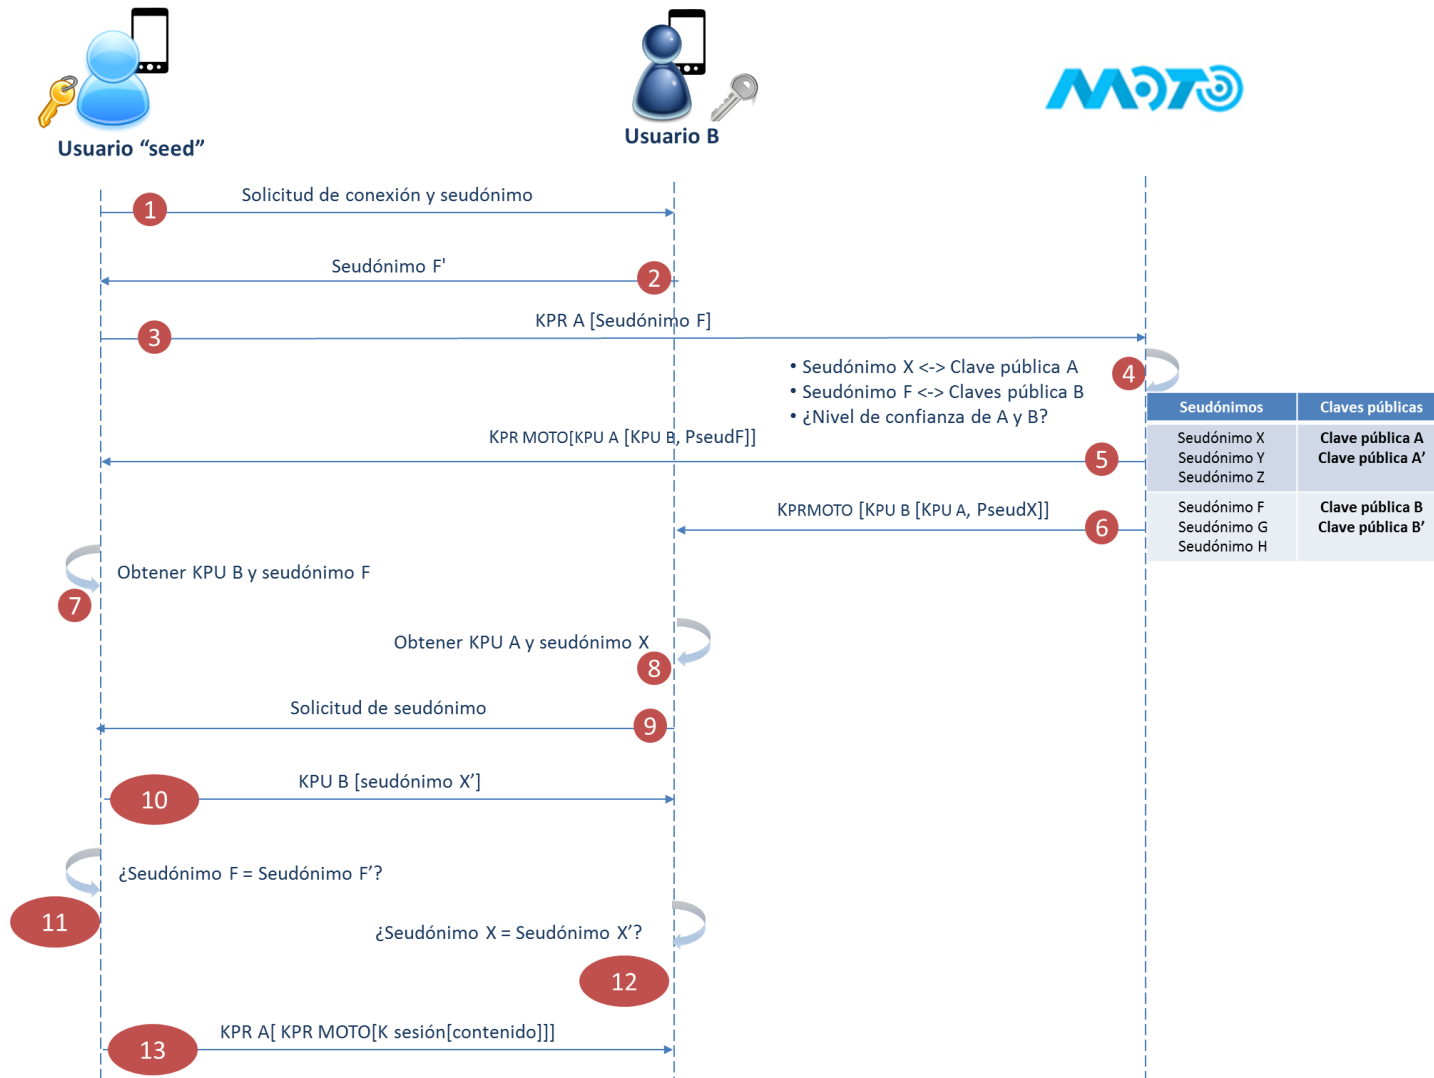 MOTO
Usuario “seed”
Usuario B
Solicitud de conexión y seudónimo
1
Seudónimo F'
2
KPR A [Seudónimo F]
3
• Seudónimo X <-> Clave pública A
• Seudónimo F <-> Claves pública B
• ¿Nivel de confianza de A y B?
4
Seudónimos Claves públicas
Seudónimo X Clave pública A
Seudónimo Y Clave pública A’
Seudónimo Z
Seudónimo F Clave pública B
Seudónimo G Clave pública B’
Seudónimo H
KPR MOTO[KPU A [KPU B, PseudF]]
5
KPRMOTO [KPU B [KPU A, PseudX]]
6
Obtener KPU B y seudónimo F
7
Obtener KPU A y seudónimo X
8
Solicitud de seudónimo
9
KPU B [seudónimo X’]
10
¿Seudónimo F = Seudónimo F’?
11
¿Seudónimo X = Seudónimo X’?
12
KPR A[ KPR MOTO[K sesión[contenido]]]
13